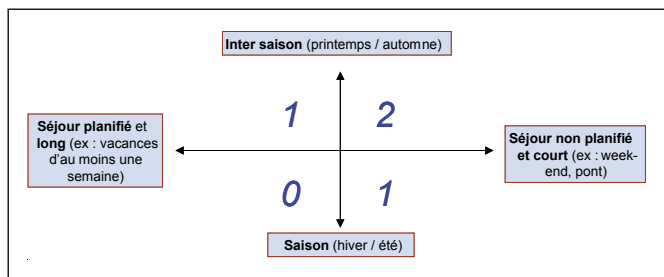 Inter saison (printemps / automne)
1 2
Séjour planifié et
long (ex : vacances
d'au moins une
semaine)
Séjour non planifié
et court (ex : week-
end, pont)
0 1
Saison (hiver / été)
.